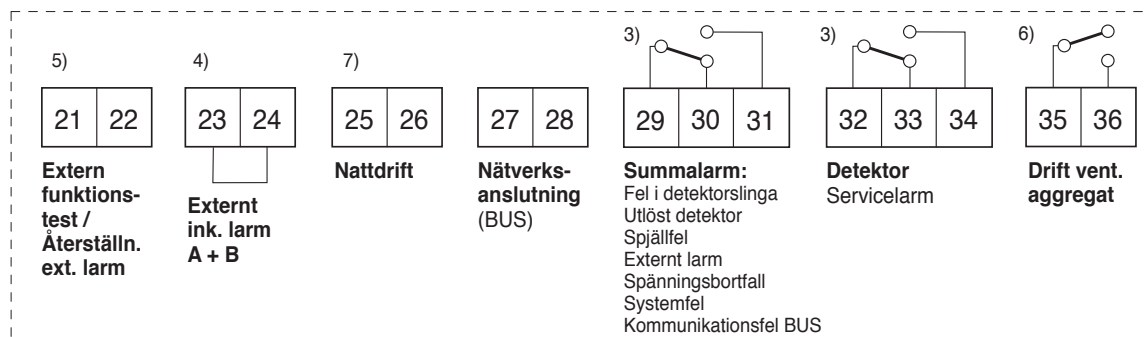 5)
21 22
Extern
funktions-
test /
Återställn.
ext. larm
4)
23 24
Externt
ink. larm
A + B
7)
25 26
Nattdrift
27 28
Nätverks-
anslutning
(BUS)
3)
29 30 31
Summalarm:
Fel i detektorslinga
Utlöst detektor
Spjällfel
Externt larm
Spänningsbortfall
Systemfel
Kommunikationsfel BUS
3)
32 33 34
Detektor
Servicelarm
6)
35 36
Drift vent.
aggregat